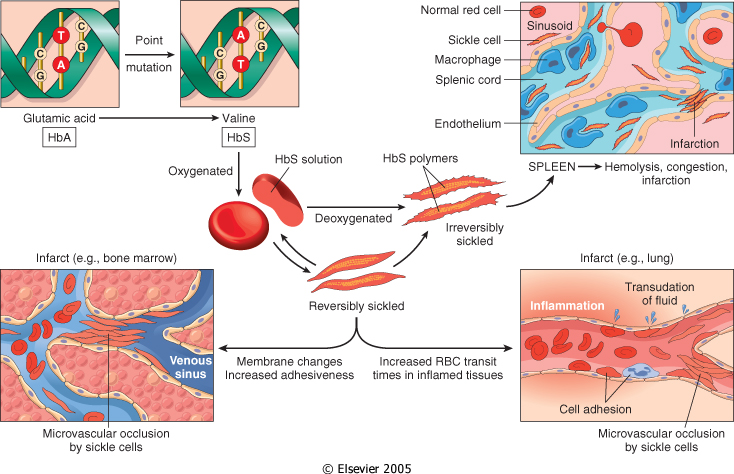 C
G
T
A
C
G
Point
mutation
C
G
A
T
C
G
Glutamic acid
HbA
Valine
HbS
Normal red cell
Sinusoid
Sickle cell
Macrophage
Splenic cord
Endothelium
Infarction
SPLEEN
Hemolysis, congestion,
infarction
Oxygenated
HbS solution
Deoxygenated
HbS polymers
Irreversibly
sickled
Reversibly sickled
Infarct (e.g., bone marrow)
Venous
sinus
Microvascular occlusion
by sickle cells
Membrane changes
Increased adhesiveness
Increased RBC transit
times in inflamed tissues
Infarct (e.g., lung)
Inflammation
Transudation
of fluid
Cell adhesion
Microvascular occlusion
by sickle cells
© Elsevier 2005